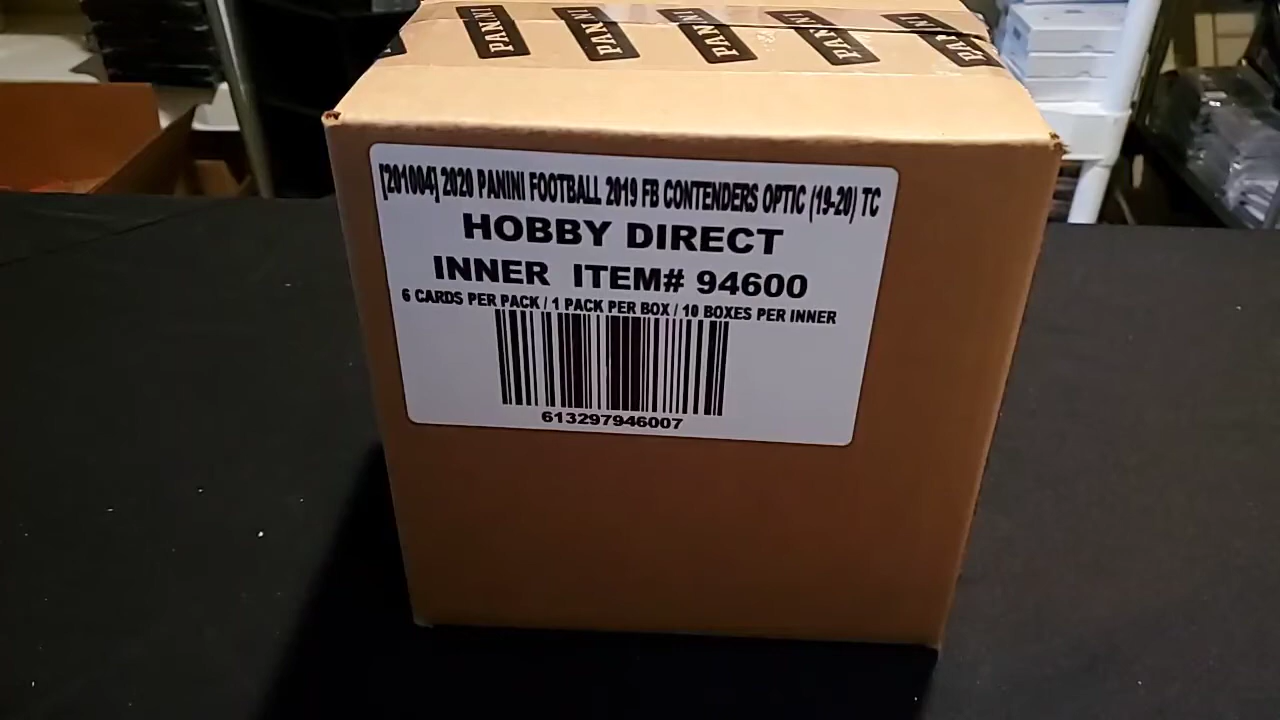 PANINI PANINI PANINI PANINI PANINI
[201004] 2020 PANINI FOOTBALL 2019 FB CONTENDERS OPTIC (19-20) TC
HOBBY DIRECT
INNER ITEM# 94600
6 CARDS PER PACK / 1 PACK PER BOX / 10 BOXES PER INNER
613297946007